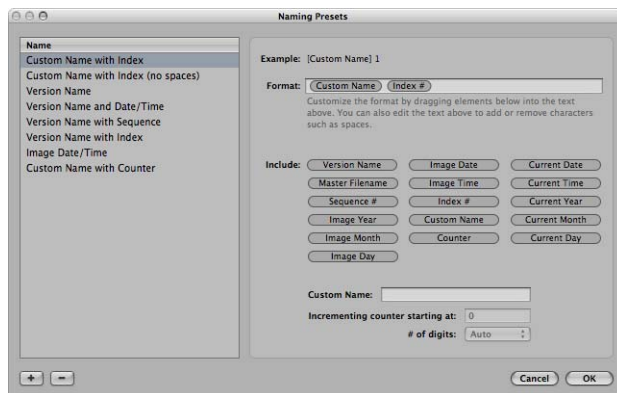 Naming Presets
Name
Custom Name with Index
Custom Name with Index (no spaces)
Version Name
Version Name and Date/Time
Version Name with Sequence
Version Name with Index
Image Date/Time
Custom Name with Counter
Example: [Custom Name] 1
Format: Custom Name Index #
Customize the format by dragging elements below into the text
above. You can also edit the text above to add or remove characters
such as spaces.
Include: Version Name Image Date Current Date
Master Filename Image Time Current Time
Sequence # Index # Current Year
Image Year Custom Name Current Month
Image Month Counter Current Day
Image Day
Custom Name:
Incrementing counter starting at: 0
# of digits: Auto
+ − Cancel OK